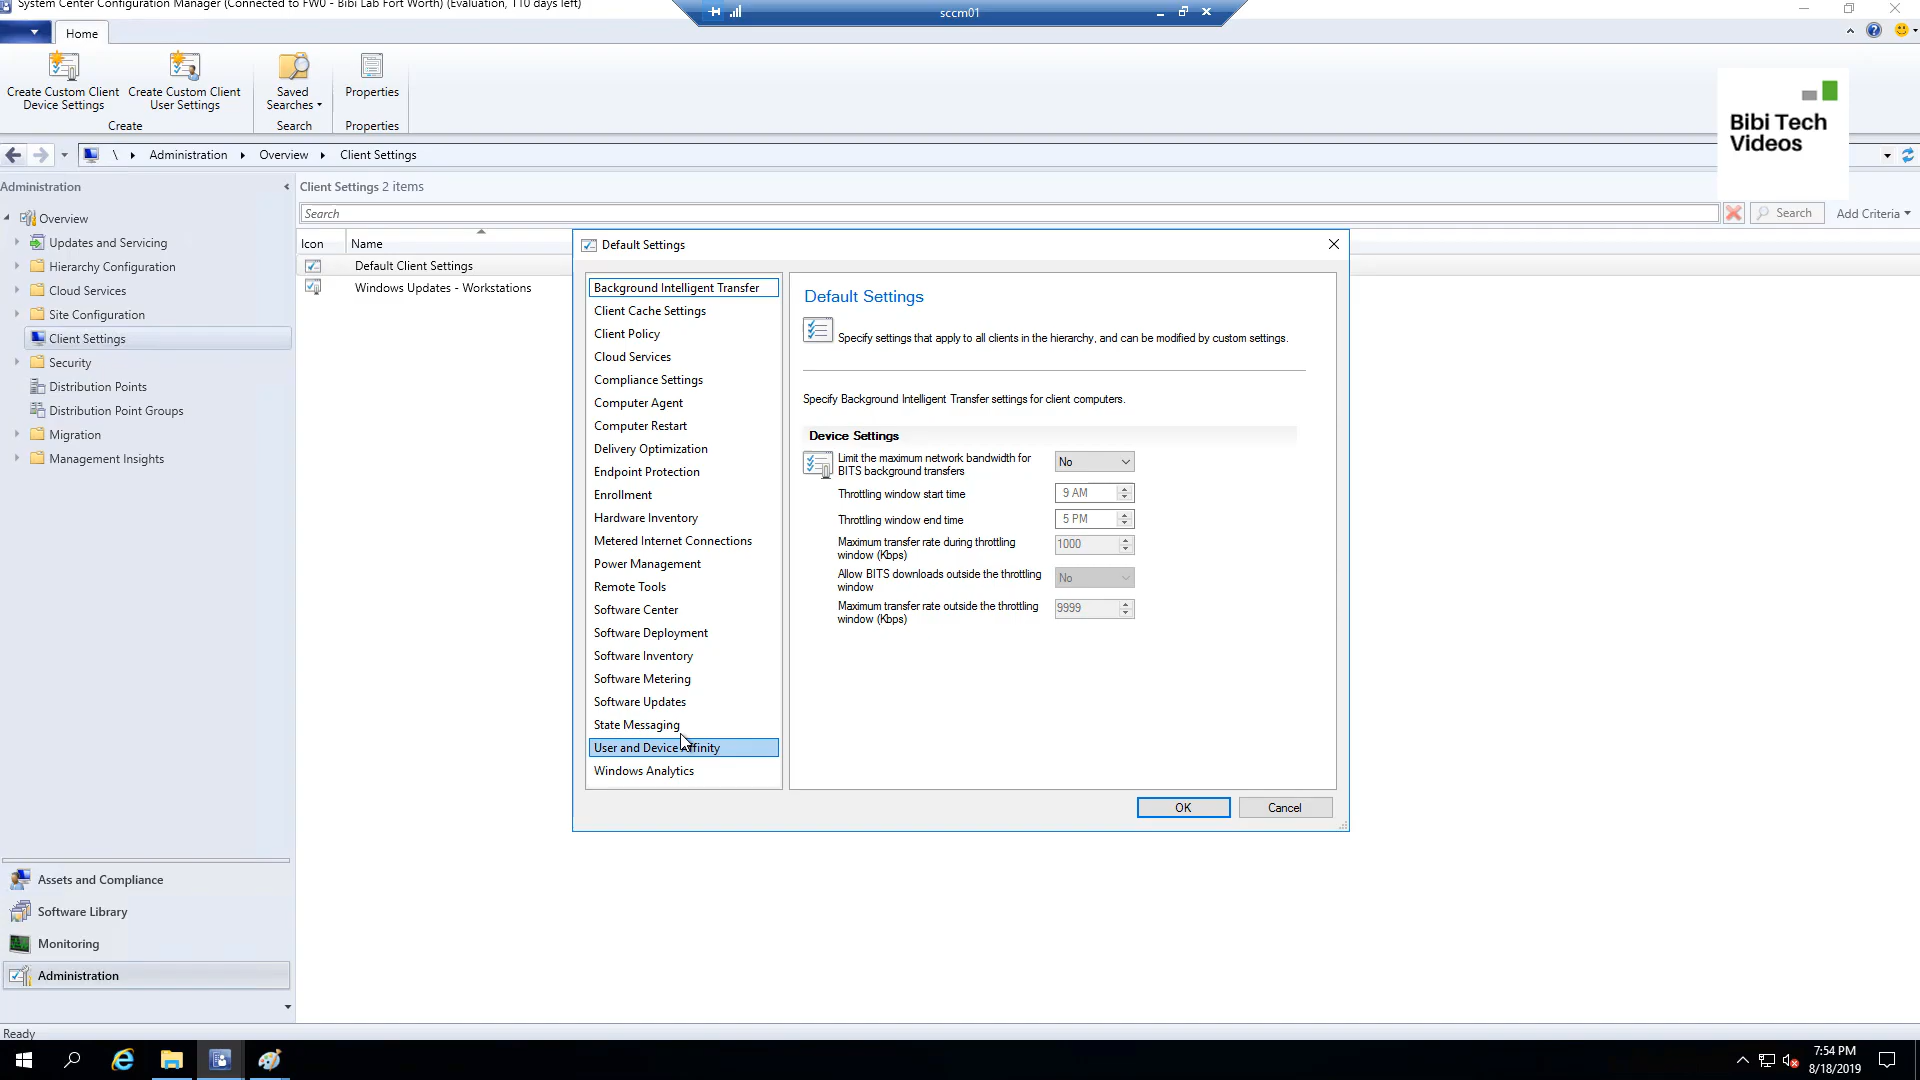 System Center Configuration Manager (Connected to FW0 - Bibi Lab Fort Worth) (Evaluation, 110 days left)
sccm01
Home
Create Custom Client
Device Settings
Create Custom Client
User Settings
Saved
Searches
Properties
Create
Search
Properties
\ Administration Overview Client Settings
Bibi Tech
Videos
Administration
Client Settings 2 items
Search
Search
Add Criteria
Overview
Updates and Servicing
Hierarchy Configuration
Cloud Services
Site Configuration
Client Settings
Security
Distribution Points
Distribution Point Groups
Migration
Management Insights
Icon Name
Default Client Settings
Windows Updates - Workstations
Default Settings
Background Intelligent Transfer
Client Cache Settings
Client Policy
Cloud Services
Compliance Settings
Computer Agent
Computer Restart
Delivery Optimization
Endpoint Protection
Enrollment
Hardware Inventory
Metered Internet Connections
Power Management
Remote Tools
Software Center
Software Deployment
Software Inventory
Software Metering
Software Updates
State Messaging
User and Device Affinity
Windows Analytics
Default Settings
Specify settings that apply to all clients in the hierarchy, and can be modified by custom settings.
Specify Background Intelligent Transfer settings for client computers.
Device Settings
Limit the maximum network bandwidth for
BITS background transfers
No
Throttling window start time
9 AM
Throttling window end time
5 PM
Maximum transfer rate during throttling
window (Kbps)
1000
Allow BITS downloads outside the throttling
window
No
Maximum transfer rate outside the throttling
window (Kbps)
9999
OK
Cancel
Assets and Compliance
Software Library
Monitoring
Administration
Ready
7:54 PM
8/18/2019